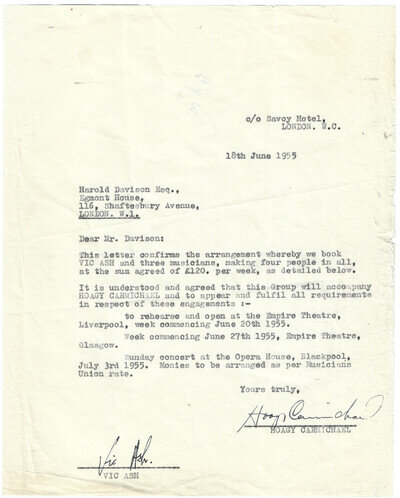 c/o Savoy Hotel,
LONDON. W.C.
18th June 1955
Harold Davison Esq.,
Egmont House,
116, Shaftesbury Avenue,
LONDON. W.1.
Dear Mr. Davison:
This letter confirms the arrangement whereby we book
VIC ASH and three musicians, making four people in all,
at the sum agreed of £120. per week, as detailed below.
It is understood and agreed that this Group will accompany
HOAGY CARMICHAEL and to appear and fulfil all requirements
in respect of these engagements :-
to rehearse and open at the Empire Theatre,
Liverpool, week commencing June 20th 1955.
Week commencing June 27th 1955, Empire Theatre,
Glasgow.
Sunday concert at the Opera House, Blackpool,
July 3rd 1955. Monies to be arranged as per Musicians
Union rate.
Yours truly,
Hoagy Carmichael
HOAGY CARMICHAEL
Vic Ash.
VIC ASH